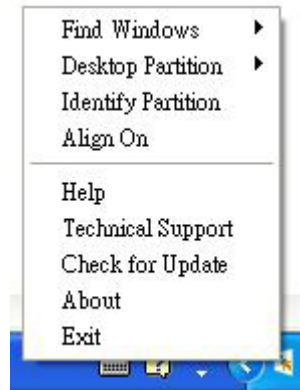 Find Windows
Desktop Partition
Identify Partition
Align On
Help
Technical Support
Check for Update
About
Exit